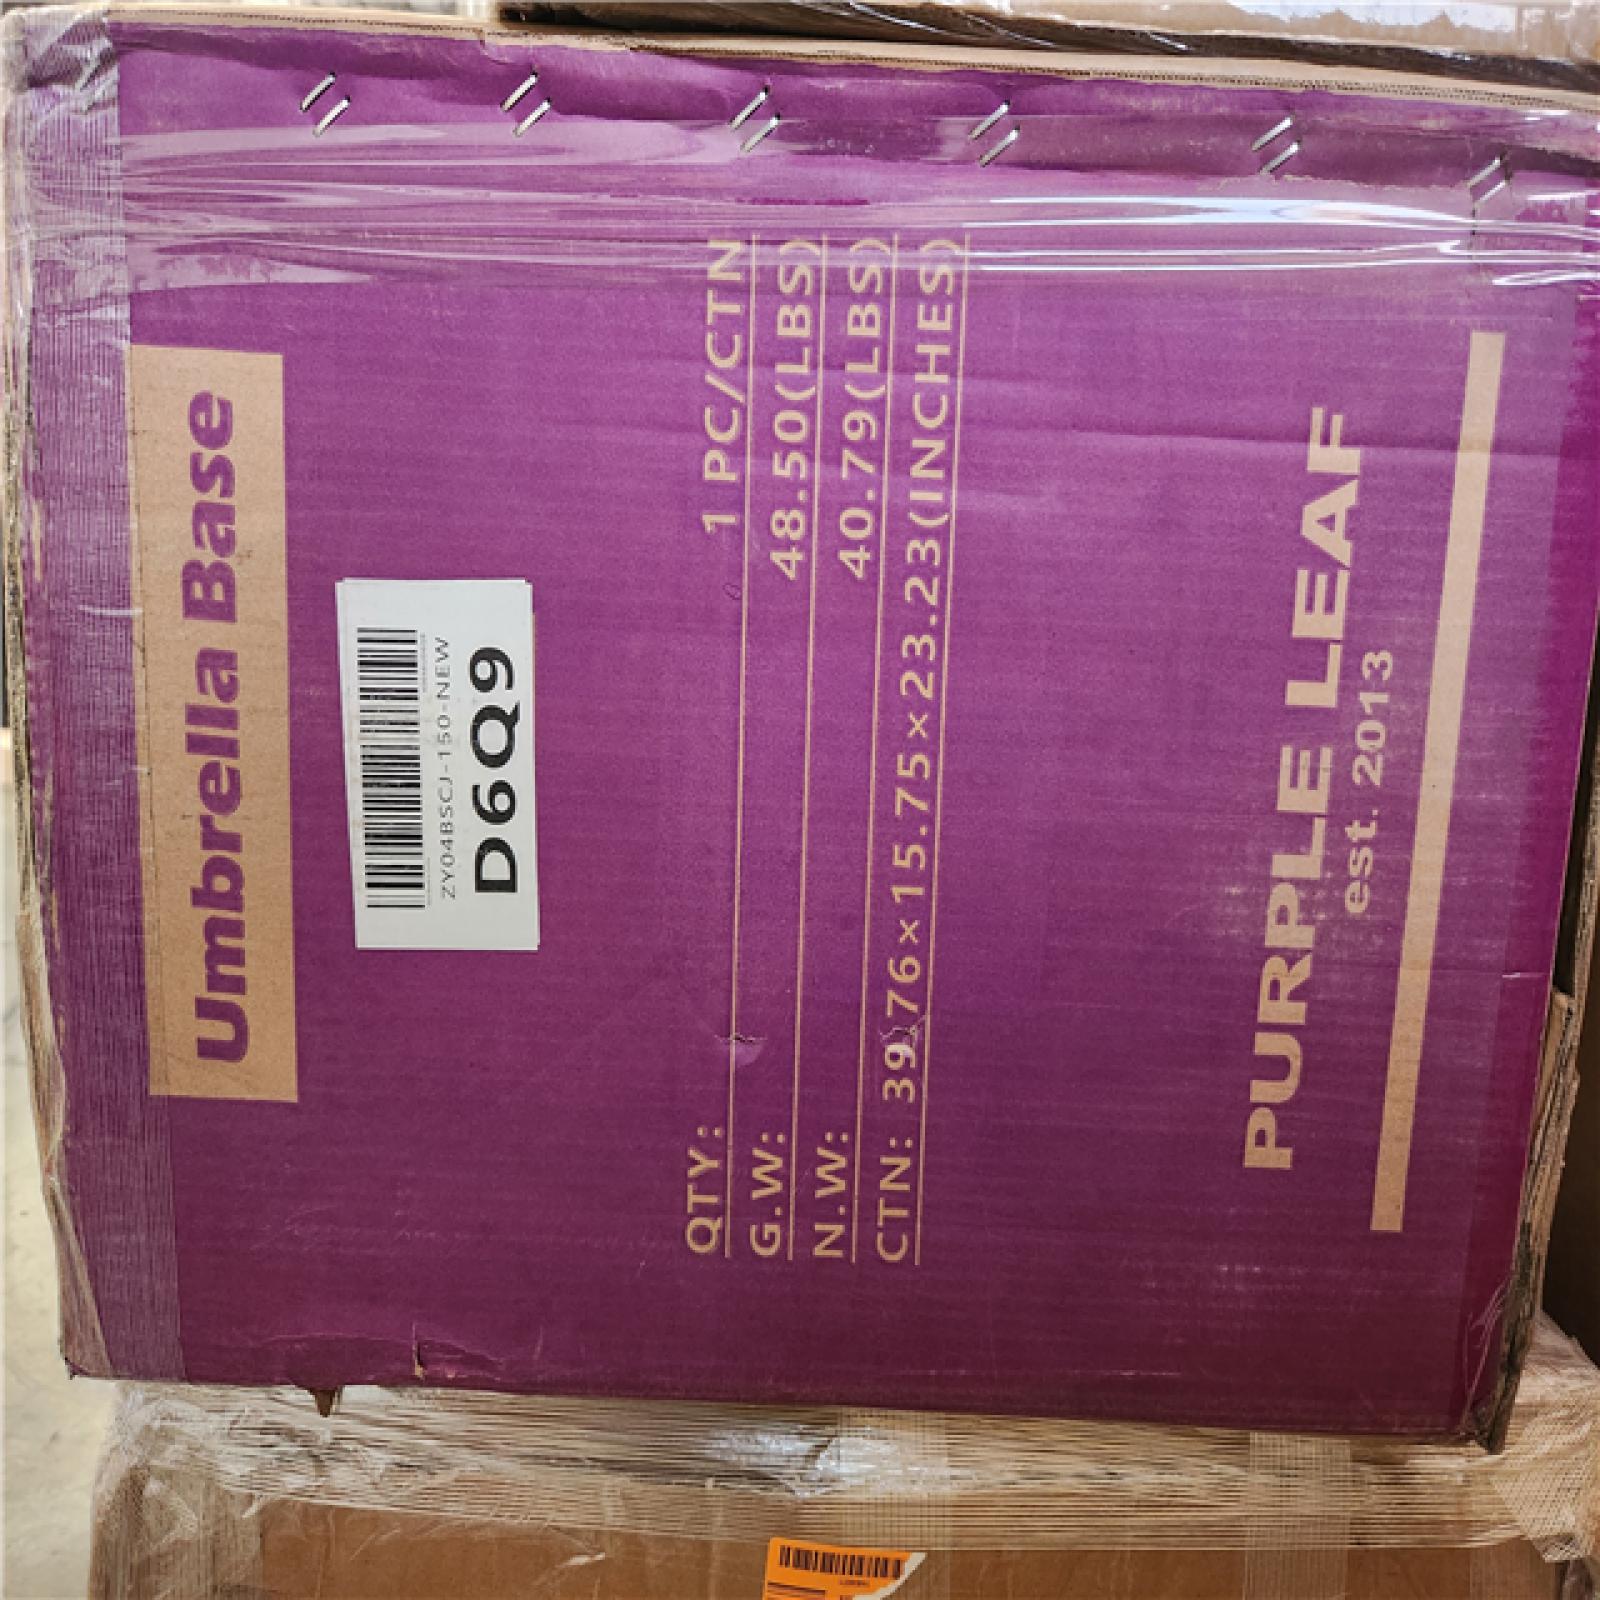 Umbrella Base
ZY04BSCJ-150-NEW
D6Q9
QTY: 1 PC/CTN
G.W: 48.50(LBS)
N.W: 40.79(LBS)
CTN: 39.76×15.75×23.23(INCHES)
PURPLE LEAF
est. 2013